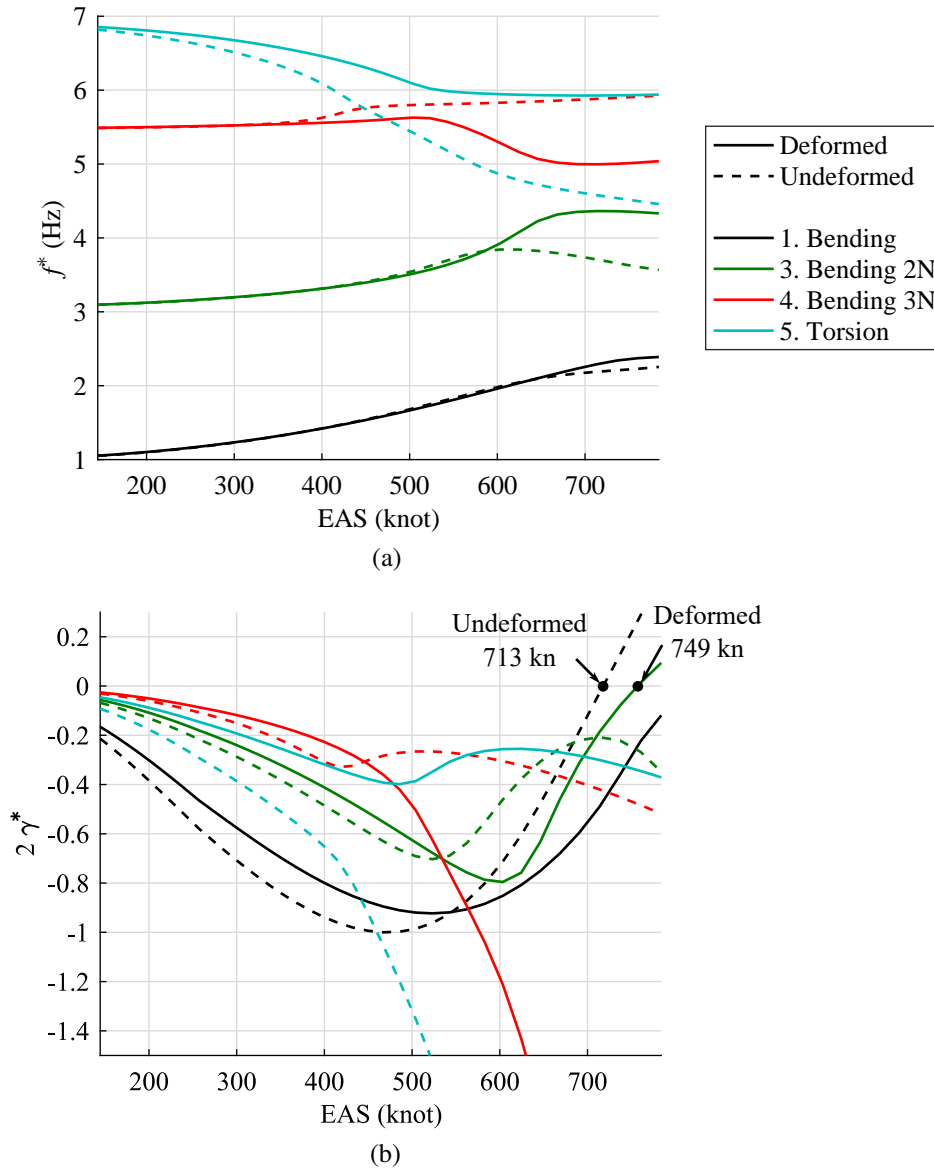 7
6
5
4
3
2
1
f* (Hz)
200 300 400 500 600 700
EAS (knot)
(a)
Deformed
Undeformed
1. Bending
3. Bending 2N
4. Bending 3N
5. Torsion
Undeformed
713 kn
Deformed
749 kn
0.2
0
-0.2
-0.4
-0.6
-0.8
-1
-1.2
-1.4
2 γ*
200 300 400 500 600 700
EAS (knot)
(b)